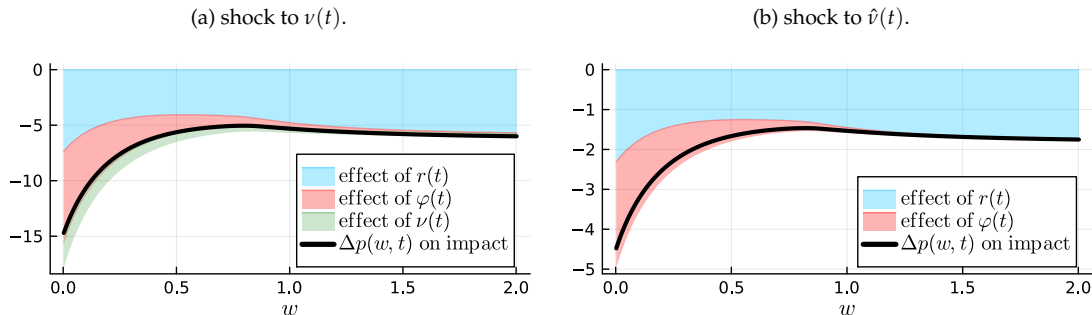 (a) shock to ν(t).
(b) shock to ν̂(t).
0
−5
−10
−15
0.0 0.5 1.0 1.5 2.0
w
effect of r(t)
effect of φ(t)
effect of ν(t)
Δp(w, t) on impact
0
−1
−2
−3
−4
−5
0.0 0.5 1.0 1.5 2.0
w
effect of r(t)
effect of φ(t)
Δp(w, t) on impact